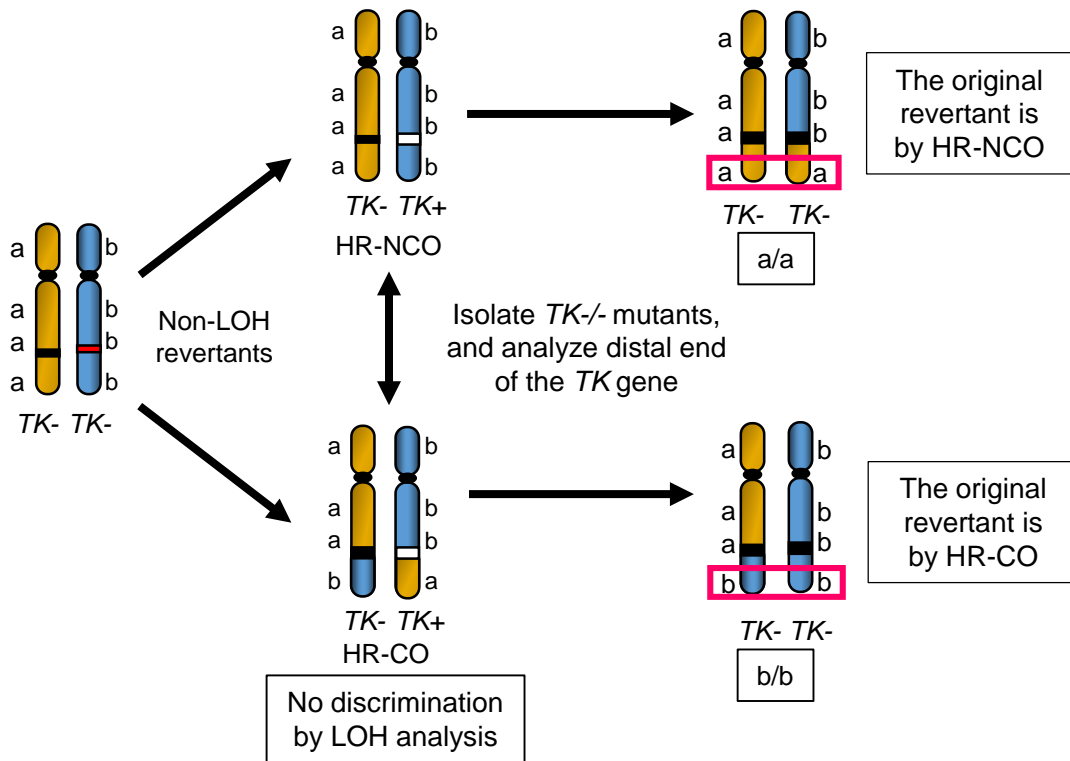 a b
a b
a b
a b
TK- TK-
Non-LOH
revertants
a b
a b
a b
a b
TK- TK+
HR-NCO
Isolate TK-/- mutants,
and analyze distal end
of the TK gene
a b
a b
a b
b a
TK- TK+
HR-CO
No discrimination
by LOH analysis
a b
a b
a b
a a
TK- TK-
a/a
The original
revertant is
by HR-NCO
a b
a b
a b
b b
TK- TK-
b/b
The original
revertant is
by HR-CO